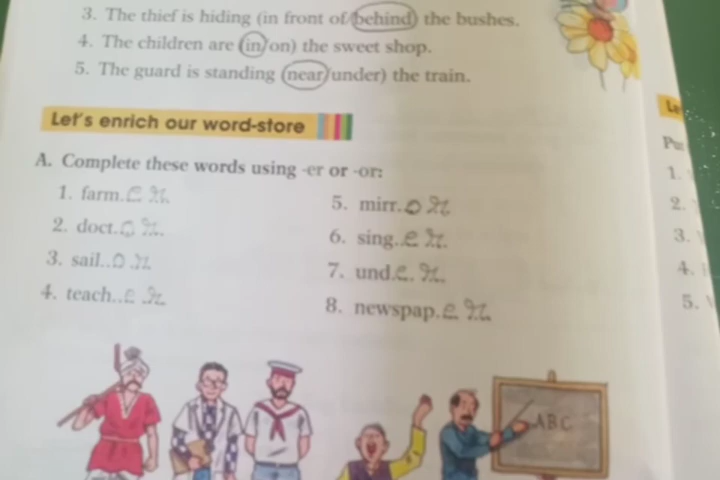 3. The thief is hiding (in front of/behind) the bushes.
4. The children are (in/on) the sweet shop.
5. The guard is standing (near/under) the train.
Let's enrich our word-store
A. Complete these words using -er or -or:
1. farm.er.
2. doct.or.
3. sail..or
4. teach..er
5. mirr.or
6. sing..er.
7. und.er.
8. newspap.er
ABC
1.
2.
3.
4.
5.